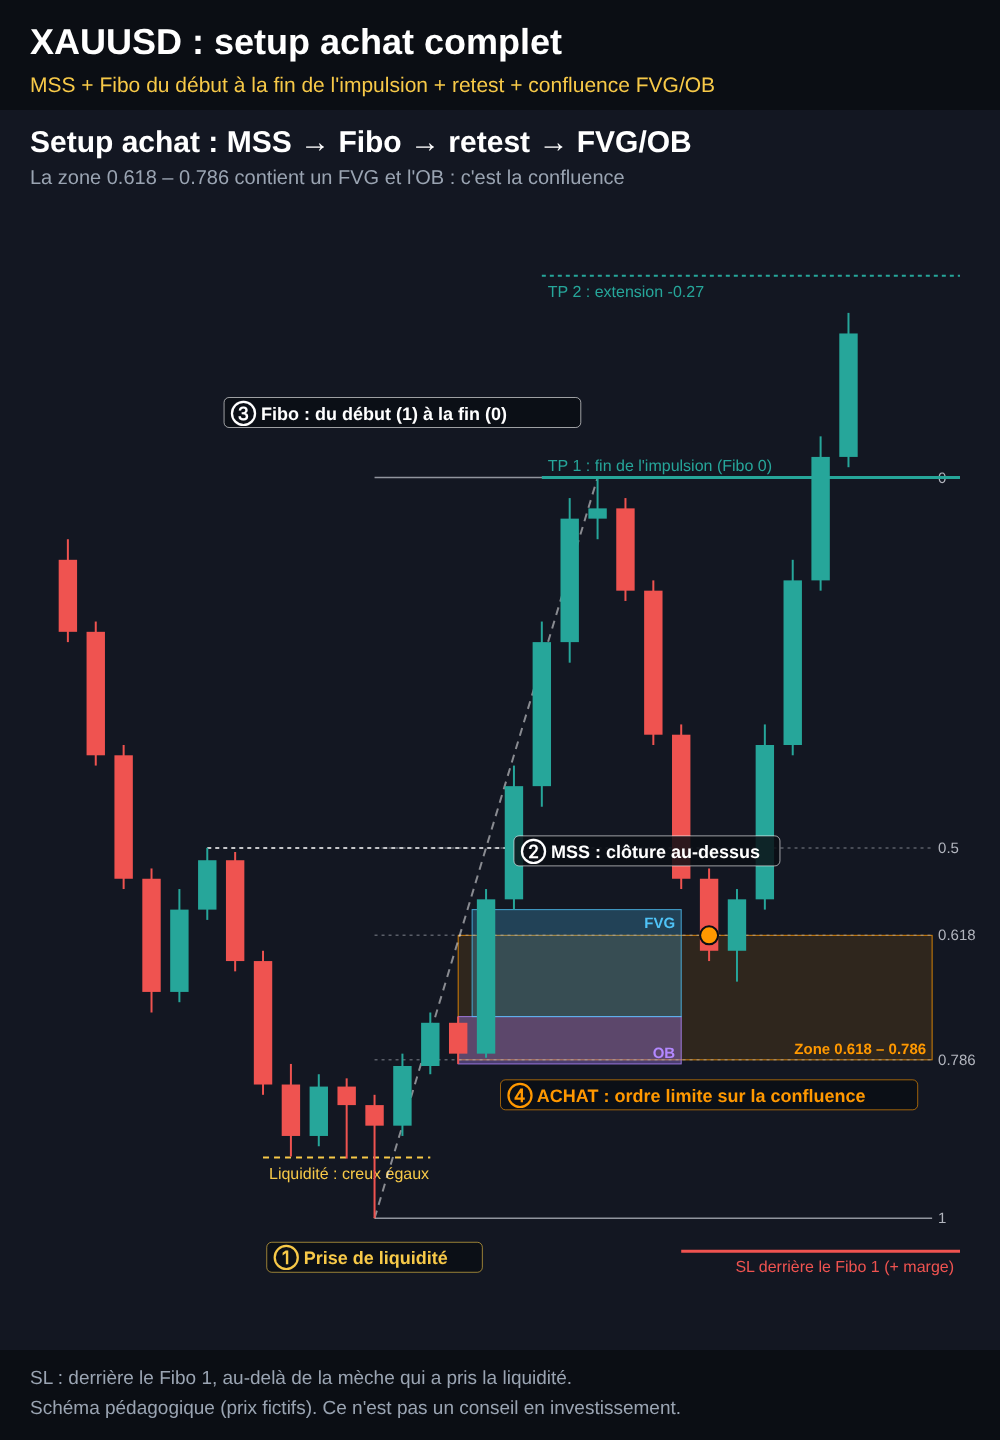 XAUUSD : setup achat complet
MSS + Fibo du début à la fin de l'impulsion + retest + confluence FVG/OB
Setup achat : MSS → Fibo → retest → FVG/OB
La zone 0.618 – 0.786 contient un FVG et l'OB : c'est la confluence
TP 2 : extension -0.27
③ Fibo : du début (1) à la fin (0)
TP 1 : fin de l'impulsion (Fibo 0)
0
② MSS : clôture au-dessus
0.5
FVG
0.618
OB
Zone 0.618 – 0.786
0.786
④ ACHAT : ordre limite sur la confluence
Liquidité : creux égaux
1
① Prise de liquidité
SL derrière le Fibo 1 (+ marge)
SL : derrière le Fibo 1, au-delà de la mèche qui a pris la liquidité.
Schéma pédagogique (prix fictifs). Ce n'est pas un conseil en investissement.